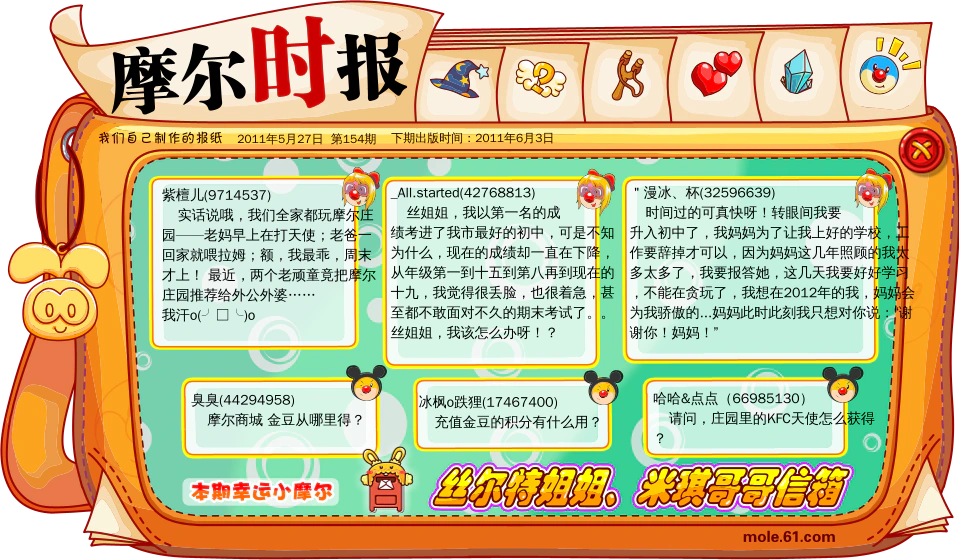 摩尔时报
我们自己制作的报纸 2011年5月27日 第154期 下期出版时间：2011年6月3日
紫檀儿(9714537)
实话说哦，我们全家都玩摩尔庄
园——老妈早上在打天使；老爸一
回家就喂拉姆；额，我最乖，周末
才上！最近，两个老顽童竟把摩尔
庄园推荐给外公外婆……
我汗o(╯□╰)o
_All.started(42768813)
丝姐姐，我以第一名的成
绩考进了我市最好的初中，可是不知
为什么，现在的成绩却一直在下降，
从年级第一到十五到第八再到现在的
十九，我觉得很丢脸，也很着急，甚
至都不敢面对不久的期末考试了。。
丝姐姐，我该怎么办呀！？
＂漫冰、杯(32596639)
时间过的可真快呀！转眼间我要
升入初中了，我妈妈为了让我上好的学校，工
作要辞掉才可以，因为妈妈这几年照顾的我太
多太多了，我要报答她，这几天我要好好学习
，不能在贪玩了，我想在2012年的我，妈妈会
为我骄傲的...妈妈此时此刻我只想对你说：“谢
谢你！妈妈！”
臭臭(44294958)
摩尔商城 金豆从哪里得？
冰枫o跌狸(17467400)
充值金豆的积分有什么用？
哈哈&点点（66985130）
请问，庄园里的KFC天使怎么获得
？
本期幸运小摩尔
丝尔特姐姐、米琪哥哥信箱
mole.61.com